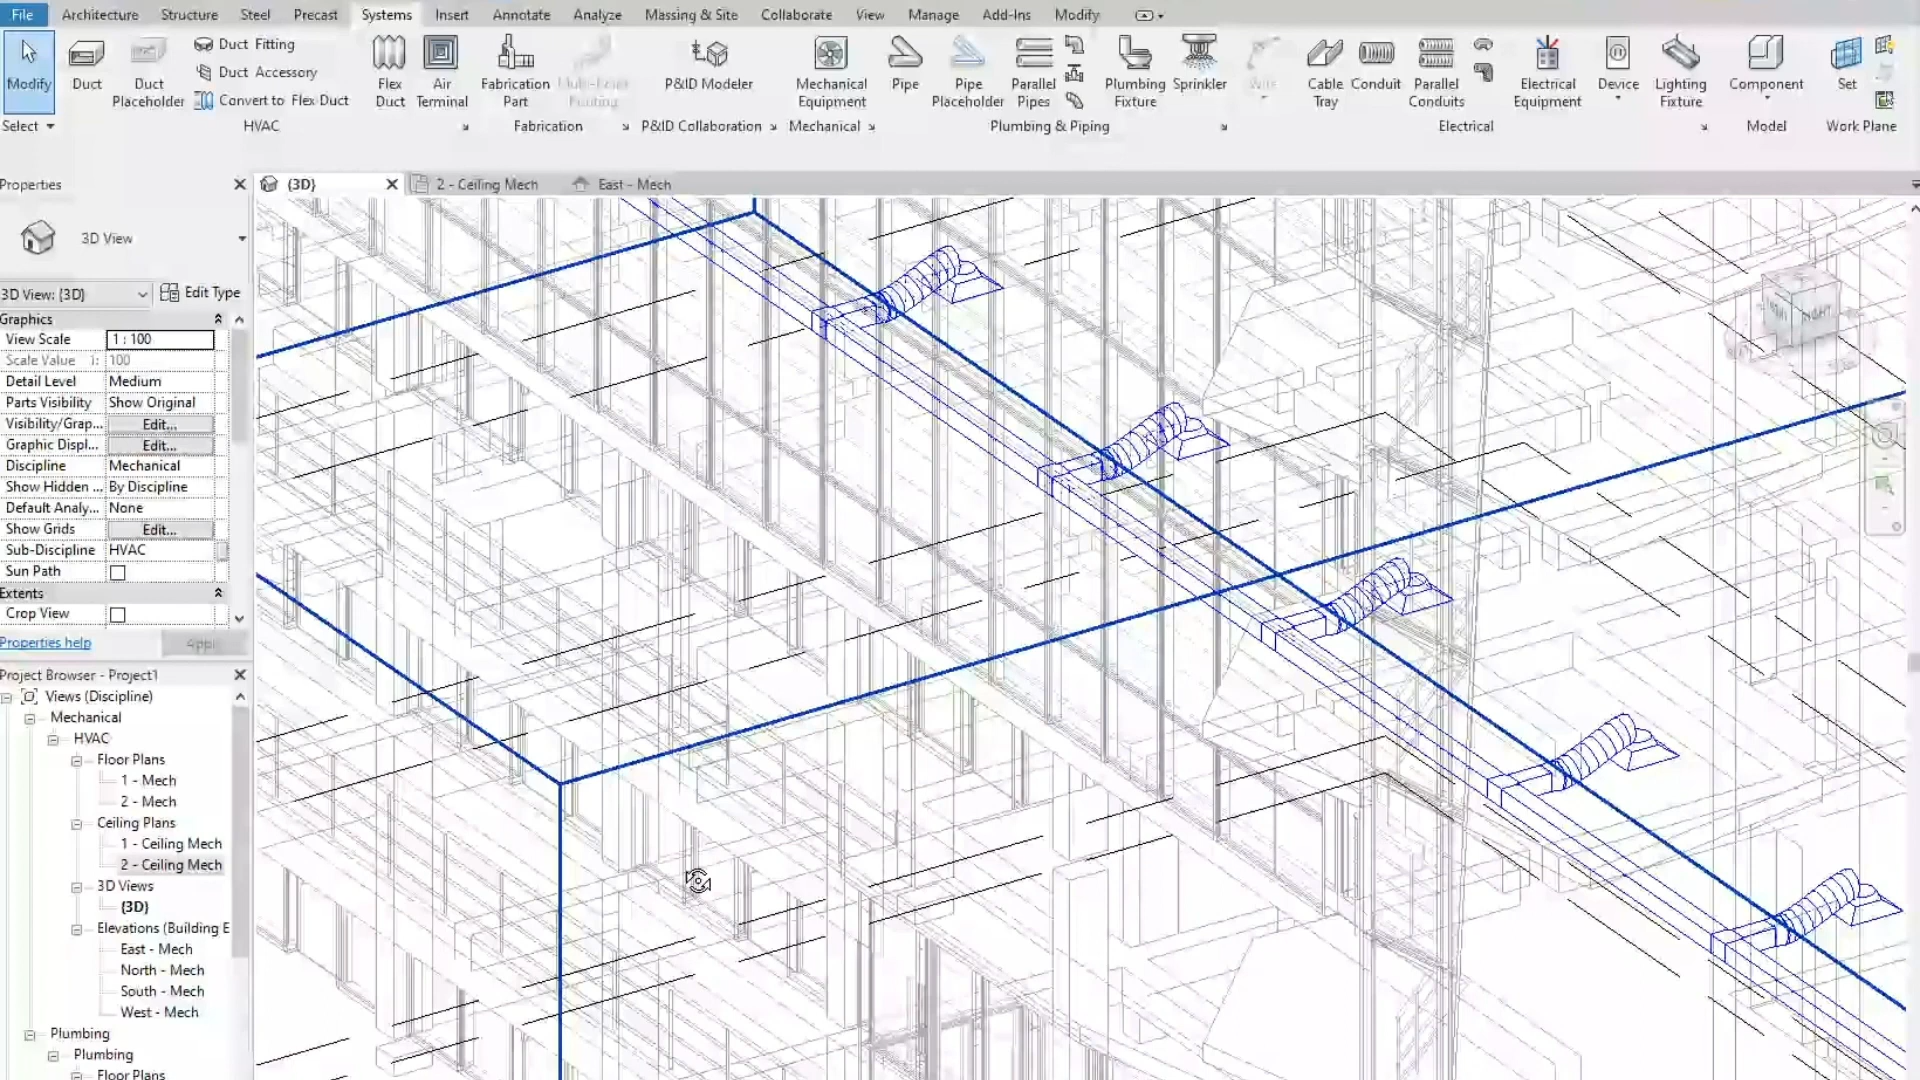 File Architecture Structure Steel Precast Systems Insert Annotate Analyze Massing & Site Collaborate View Manage Add-Ins Modify
Modify
Duct
Duct Placeholder
Duct Fitting
Duct Accessory
Convert to Flex Duct
Flex Duct
Air Terminal
Fabrication Part
Multi-Point Routing
P&ID Modeler
Mechanical Equipment
Pipe
Pipe Placeholder
Parallel Pipes
Plumbing Fixture
Sprinkler
Wire
Cable Tray
Conduit
Parallel Conduits
Electrical Equipment
Device
Lighting Fixture
Component
Set
Select HVAC Fabrication P&ID Collaboration Mechanical Plumbing & Piping Electrical Model Work Plane
Properties
{3D} 2 - Ceiling Mech East - Mech
3D View
3D View: {3D} Edit Type
Graphics
View Scale 1 : 100
Scale Value 1: 100
Detail Level Medium
Parts Visibility Show Original
Visibility/Grap... Edit...
Graphic Displ... Edit...
Discipline Mechanical
Show Hidden ... By Discipline
Default Analy... None
Show Grids Edit...
Sub-Discipline HVAC
Sun Path
Extents
Crop View
Properties help Apply
Project Browser - Project1
Views (Discipline)
Mechanical
HVAC
Floor Plans
1 - Mech
2 - Mech
Ceiling Plans
1 - Ceiling Mech
2 - Ceiling Mech
3D Views
{3D}
Elevations (Building E
East - Mech
North - Mech
South - Mech
West - Mech
Plumbing
Plumbing
Floor Plans